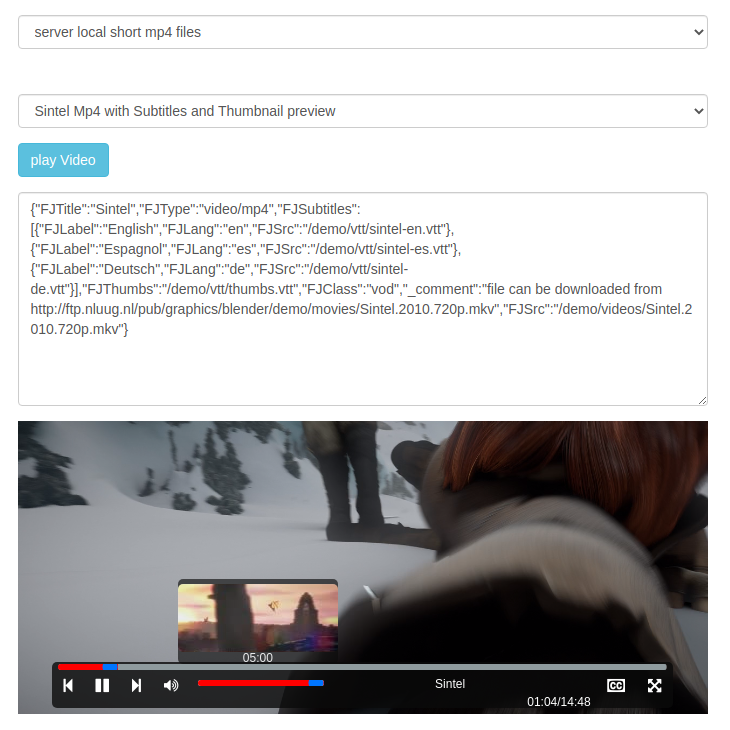 server local short mp4 files
Sintel Mp4 with Subtitles and Thumbnail preview
play Video
{"FJTitle":"Sintel","FJType":"video/mp4","FJSubtitles":
[{"FJLabel":"English","FJLang":"en","FJSrc":"/demo/vtt/sintel-en.vtt"},
{"FJLabel":"Espagnol","FJLang":"es","FJSrc":"/demo/vtt/sintel-es.vtt"},
{"FJLabel":"Deutsch","FJLang":"de","FJSrc":"/demo/vtt/sintel-
de.vtt"}],"FJThumbs":"/demo/vtt/thumbs.vtt","FJClass":"vod","_comment":"file can be downloaded from
http://ftp.nluug.nl/pub/graphics/blender/demo/movies/Sintel.2010.720p.mkv","FJSrc":"/demo/videos/Sintel.2
010.720p.mkv"}
05:00
Sintel
CC
01:04/14:48